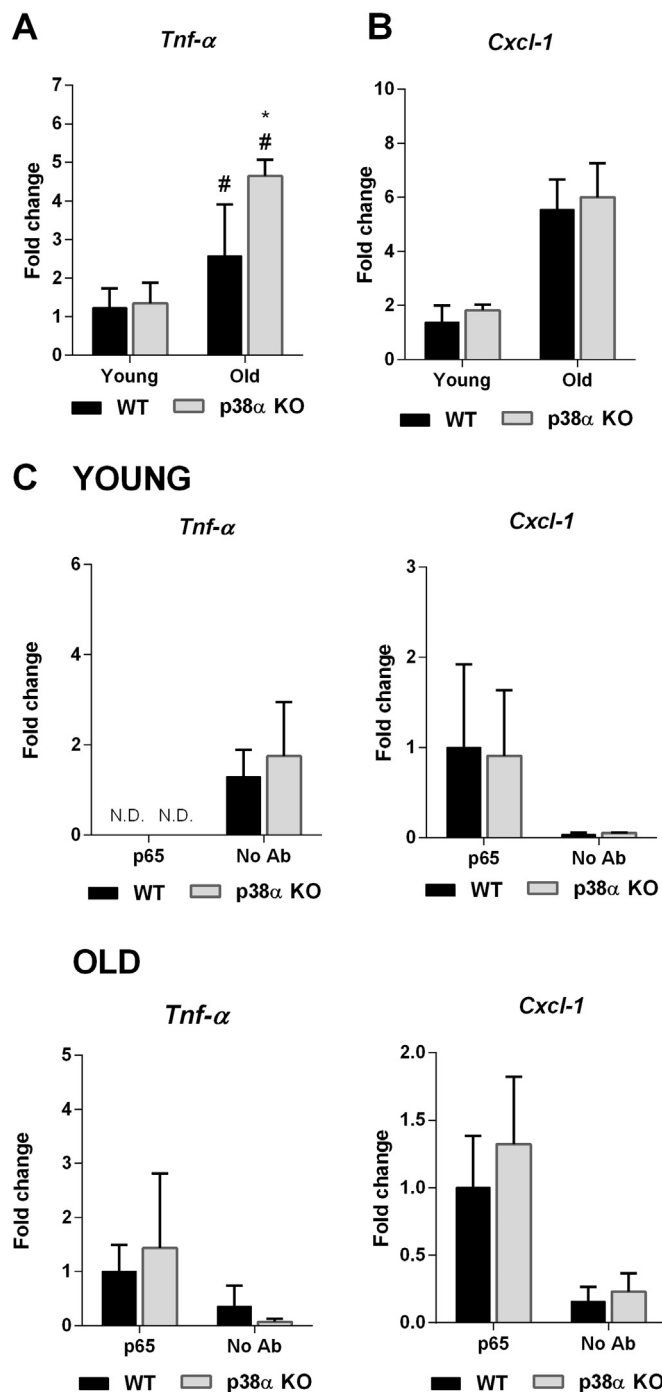 A
Tnf-α
Fold change
7
6
5
4
3
2
1
0
#
*
#
Young
Old
WT
p38α KO
B
Cxcl-1
Fold change
10
8
6
4
2
0
Young
Old
WT
p38α KO
C YOUNG
Tnf-α
Fold change
6
4
2
0
N.D. N.D.
p65
No Ab
WT
p38α KO
Cxcl-1
Fold change
3
2
1
0
p65
No Ab
WT
p38α KO
OLD
Tnf-α
Fold change
5
4
3
2
1
0
p65
No Ab
WT
p38α KO
Cxcl-1
Fold change
2.0
1.5
1.0
0.5
0.0
p65
No Ab
WT
p38α KO